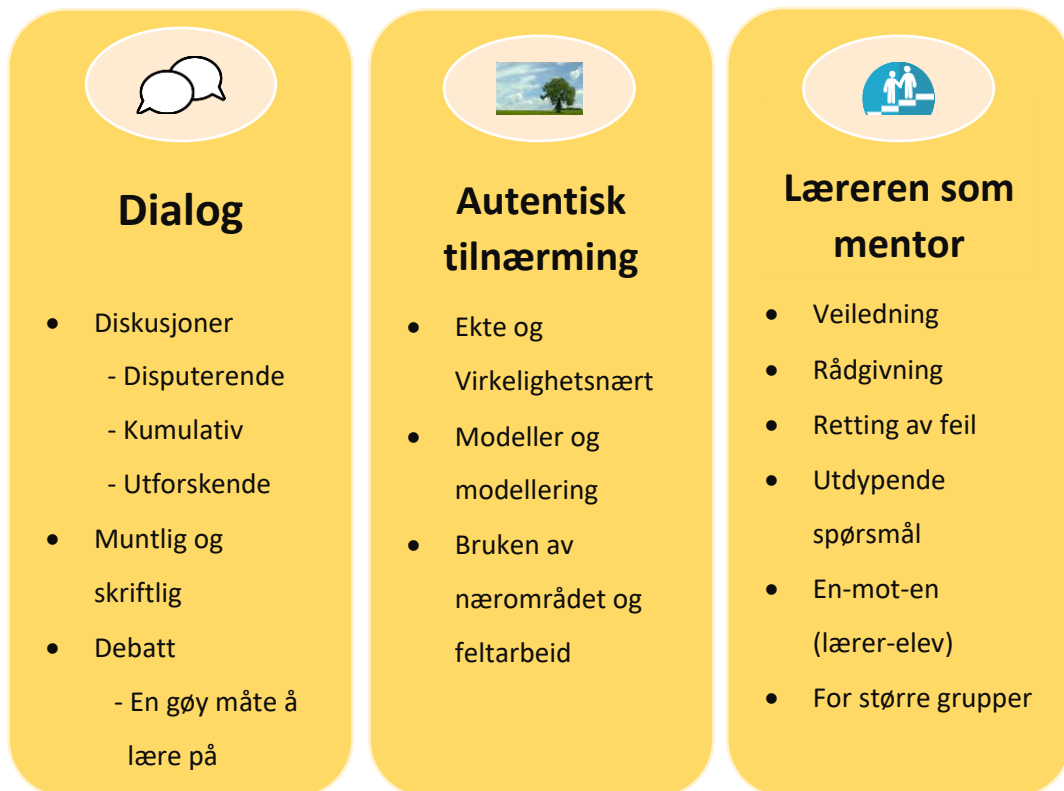 Dialog
• Diskusjoner
- Disputerende
- Kumulativ
- Utforskende
• Muntlig og
skriftlig
• Debatt
- En gøy måte å
lære på
Autentisk
tilnærming
• Ekte og
Virkelighetsnært
• Modeller og
modellering
• Bruken av
nærområdet og
feltarbeid
Læreren som
mentor
• Veiledning
• Rådgivning
• Retting av feil
• Utdypende
spørsmål
• En-mot-en
(lærer-elev)
• For større grupper